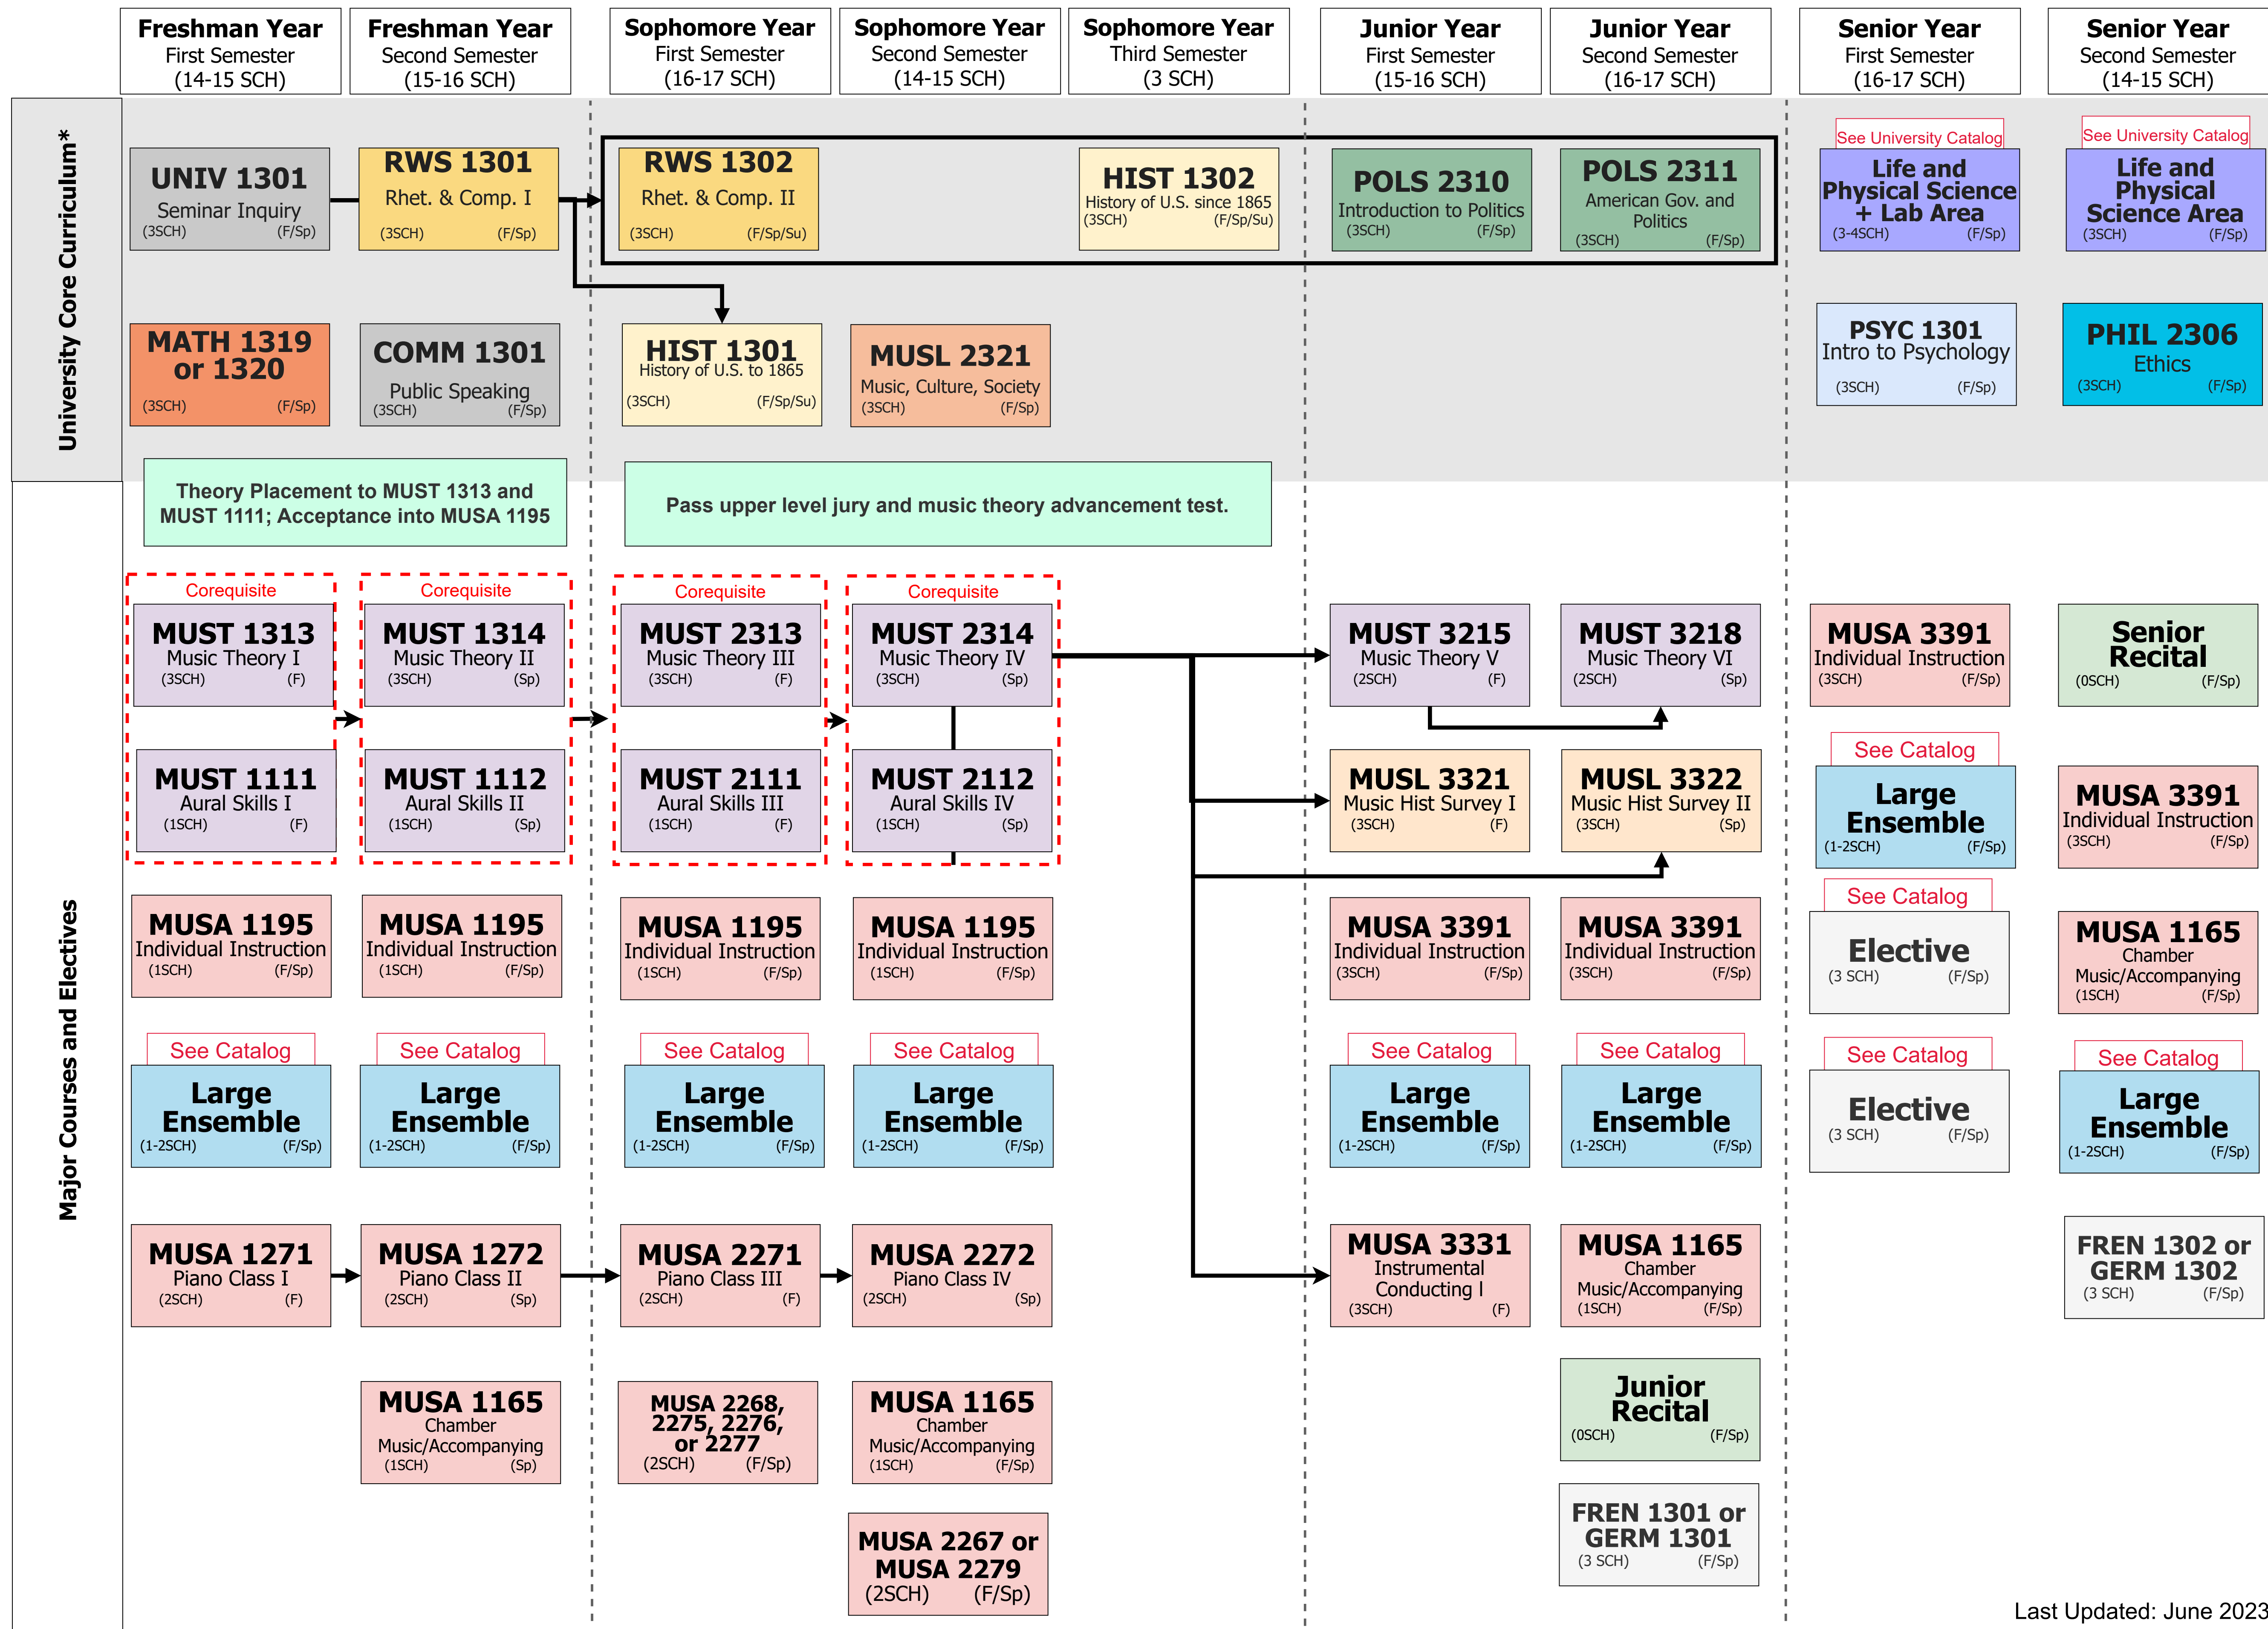 Freshman Year
First Semester
(14-15 SCH)
Freshman Year
Second Semester
(15-16 SCH)
Sophomore Year
First Semester
(16-17 SCH)
Sophomore Year
Second Semester
(14-15 SCH)
Sophomore Year
Third Semester
(3 SCH)
Junior Year
First Semester
(15-16 SCH)
Junior Year
Second Semester
(16-17 SCH)
Senior Year
First Semester
(16-17 SCH)
Senior Year
Second Semester
(14-15 SCH)
University Core Curriculum*
UNIV 1301
Seminar Inquiry
(3SCH) (F/Sp)
RWS 1301
Rhet. & Comp. I
(3SCH) (F/Sp)
RWS 1302
Rhet. & Comp. II
(3SCH) (F/Sp/Su)
HIST 1302
History of U.S. since 1865
(3SCH) (F/Sp/Su)
POLS 2310
Introduction to Politics
(3SCH) (F/Sp)
POLS 2311
American Gov. and
Politics
(3SCH) (F/Sp)
See University Catalog
Life and
Physical Science
+ Lab Area
(3-4SCH) (F/Sp)
See University Catalog
Life and
Physical
Science Area
(3SCH) (F/Sp)
MATH 1319
or 1320
(3SCH) (F/Sp)
COMM 1301
Public Speaking
(3SCH) (F/Sp)
HIST 1301
History of U.S. to 1865
(3SCH) (F/Sp/Su)
MUSL 2321
Music, Culture, Society
(3SCH) (F/Sp)
PSYC 1301
Intro to Psychology
(3SCH) (F/Sp)
PHIL 2306
Ethics
(3SCH) (F/Sp)
Theory Placement to MUST 1313 and
MUST 1111; Acceptance into MUSA 1195
Pass upper level jury and music theory advancement test.
Major Courses and Electives
Corequisite
MUST 1313
Music Theory I
(3SCH) (F)
Corequisite
MUST 1314
Music Theory II
(3SCH) (Sp)
Corequisite
MUST 2313
Music Theory III
(3SCH) (F)
Corequisite
MUST 2314
Music Theory IV
(3SCH) (Sp)
MUST 3215
Music Theory V
(2SCH) (F)
MUST 3218
Music Theory VI
(2SCH) (Sp)
MUSA 3391
Individual Instruction
(3SCH) (F/Sp)
Senior
Recital
(0SCH) (F/Sp)
MUST 1111
Aural Skills I
(1SCH) (F)
MUST 1112
Aural Skills II
(1SCH) (Sp)
MUST 2111
Aural Skills III
(1SCH) (F)
MUST 2112
Aural Skills IV
(1SCH) (Sp)
MUSL 3321
Music Hist Survey I
(3SCH) (F)
MUSL 3322
Music Hist Survey II
(3SCH) (Sp)
See Catalog
Large
Ensemble
(1-2SCH) (F/Sp)
MUSA 3391
Individual Instruction
(3SCH) (F/Sp)
MUSA 1195
Individual Instruction
(1SCH) (F/Sp)
MUSA 1195
Individual Instruction
(1SCH) (F/Sp)
MUSA 1195
Individual Instruction
(1SCH) (F/Sp)
MUSA 1195
Individual Instruction
(1SCH) (F/Sp)
MUSA 3391
Individual Instruction
(3SCH) (F/Sp)
MUSA 3391
Individual Instruction
(3SCH) (F/Sp)
See Catalog
Elective
(3 SCH) (F/Sp)
MUSA 1165
Chamber
Music/Accompanying
(1SCH) (F/Sp)
See Catalog
Large
Ensemble
(1-2SCH) (F/Sp)
See Catalog
Large
Ensemble
(1-2SCH) (F/Sp)
See Catalog
Large
Ensemble
(1-2SCH) (F/Sp)
See Catalog
Large
Ensemble
(1-2SCH) (F/Sp)
See Catalog
Large
Ensemble
(1-2SCH) (F/Sp)
See Catalog
Large
Ensemble
(1-2SCH) (F/Sp)
See Catalog
Elective
(3 SCH) (F/Sp)
See Catalog
Large
Ensemble
(1-2SCH) (F/Sp)
MUSA 1271
Piano Class I
(2SCH) (F)
MUSA 1272
Piano Class II
(2SCH) (Sp)
MUSA 2271
Piano Class III
(2SCH) (F)
MUSA 2272
Piano Class IV
(2SCH) (Sp)
MUSA 3331
Instrumental
Conducting I
(3SCH) (F)
MUSA 1165
Chamber
Music/Accompanying
(1SCH) (F/Sp)
FREN 1302 or
GERM 1302
(3 SCH) (F/Sp)
MUSA 1165
Chamber
Music/Accompanying
(1SCH) (Sp)
MUSA 2268,
2275, 2276,
or 2277
(2SCH) (F/Sp)
MUSA 1165
Chamber
Music/Accompanying
(1SCH) (F/Sp)
Junior
Recital
(0SCH) (F/Sp)
MUSA 2267 or
MUSA 2279
(2SCH) (F/Sp)
FREN 1301 or
GERM 1301
(3 SCH) (F/Sp)
Last Updated: June 2023